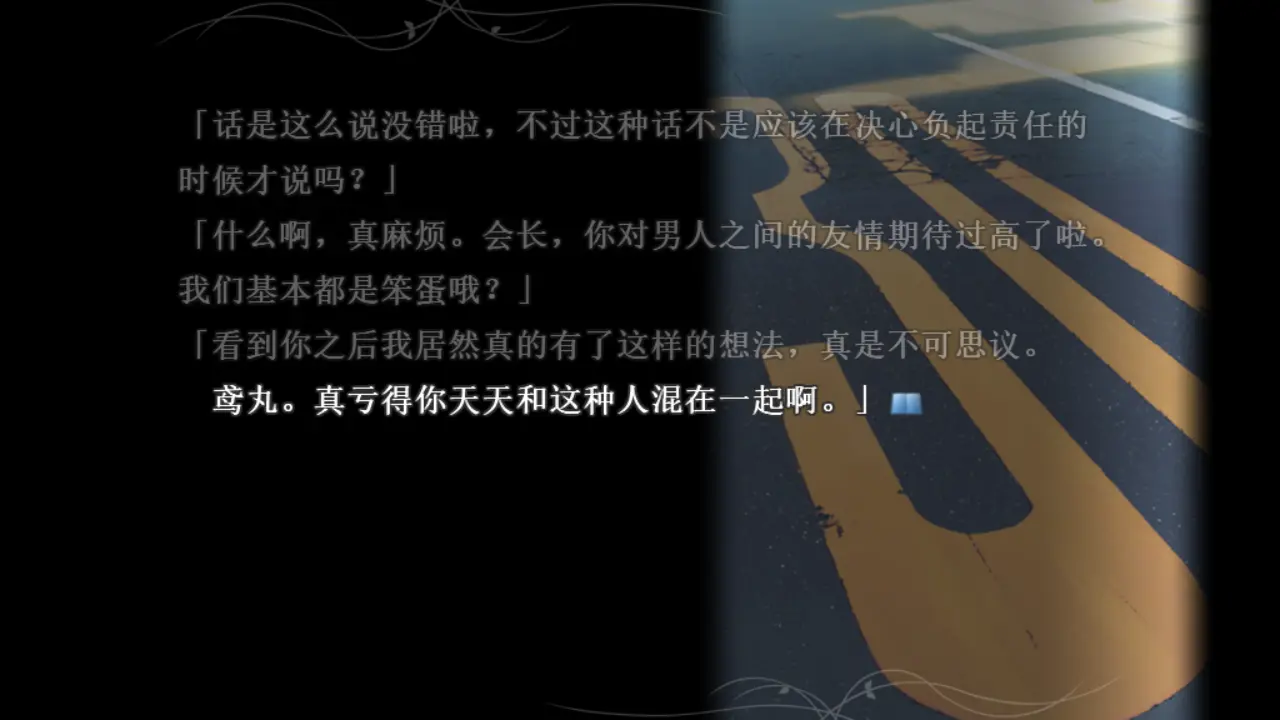 「话是这么说没错啦，不过这种话不是应该在决心负起责任的
时候才说吗？」
「什么啊，真麻烦。会长，你对男人之间的友情期待过高了啦。
我们基本都是笨蛋哦？」
「看到你之后我居然真的有了这样的想法，真是不可思议。
鸢丸。真亏得你天天和这种人混在一起啊。」